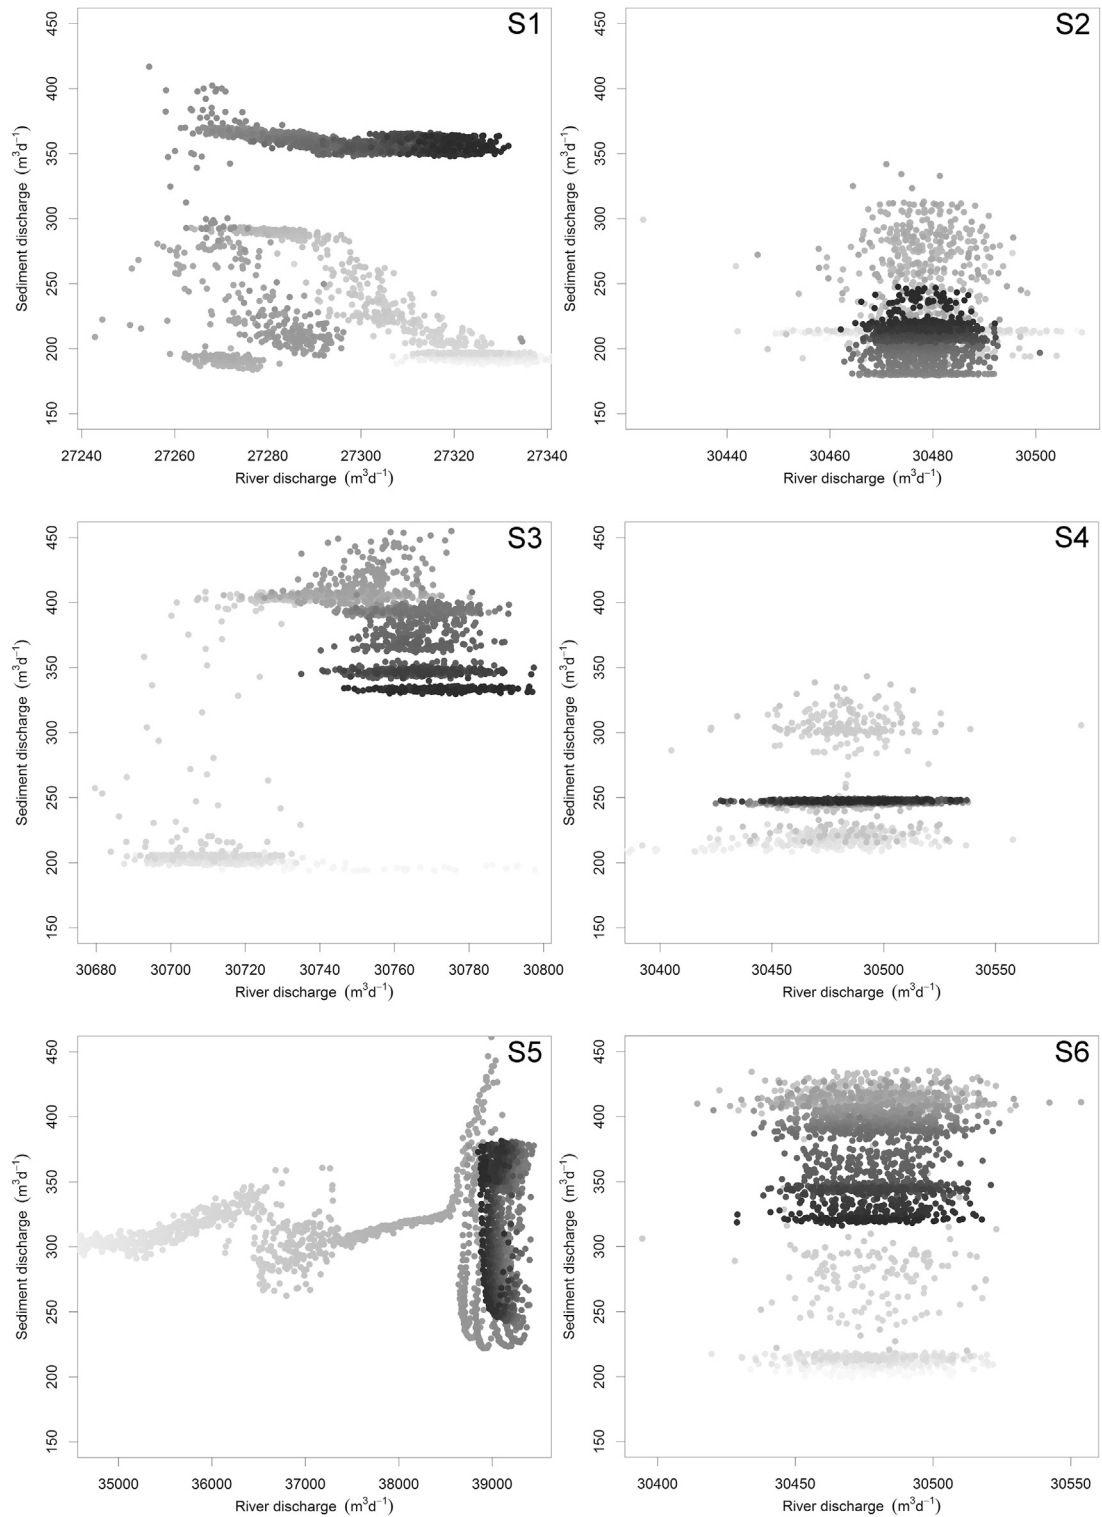 S1
450
400
350
300
250
200
150
Sediment discharge (m³d⁻¹)
27240 27260 27280 27300 27320 27340
River discharge (m³d⁻¹)
S2
450
400
350
300
250
200
150
Sediment discharge (m³d⁻¹)
30440 30460 30480 30500
River discharge (m³d⁻¹)
S3
450
400
350
300
250
200
150
Sediment discharge (m³d⁻¹)
30680 30700 30720 30740 30760 30780 30800
River discharge (m³d⁻¹)
S4
450
400
350
300
250
200
150
Sediment discharge (m³d⁻¹)
30400 30450 30500 30550
River discharge (m³d⁻¹)
S5
450
400
350
300
250
200
150
Sediment discharge (m³d⁻¹)
35000 36000 37000 38000 39000
River discharge (m³d⁻¹)
S6
450
400
350
300
250
200
150
Sediment discharge (m³d⁻¹)
30400 30450 30500 30550
River discharge (m³d⁻¹)